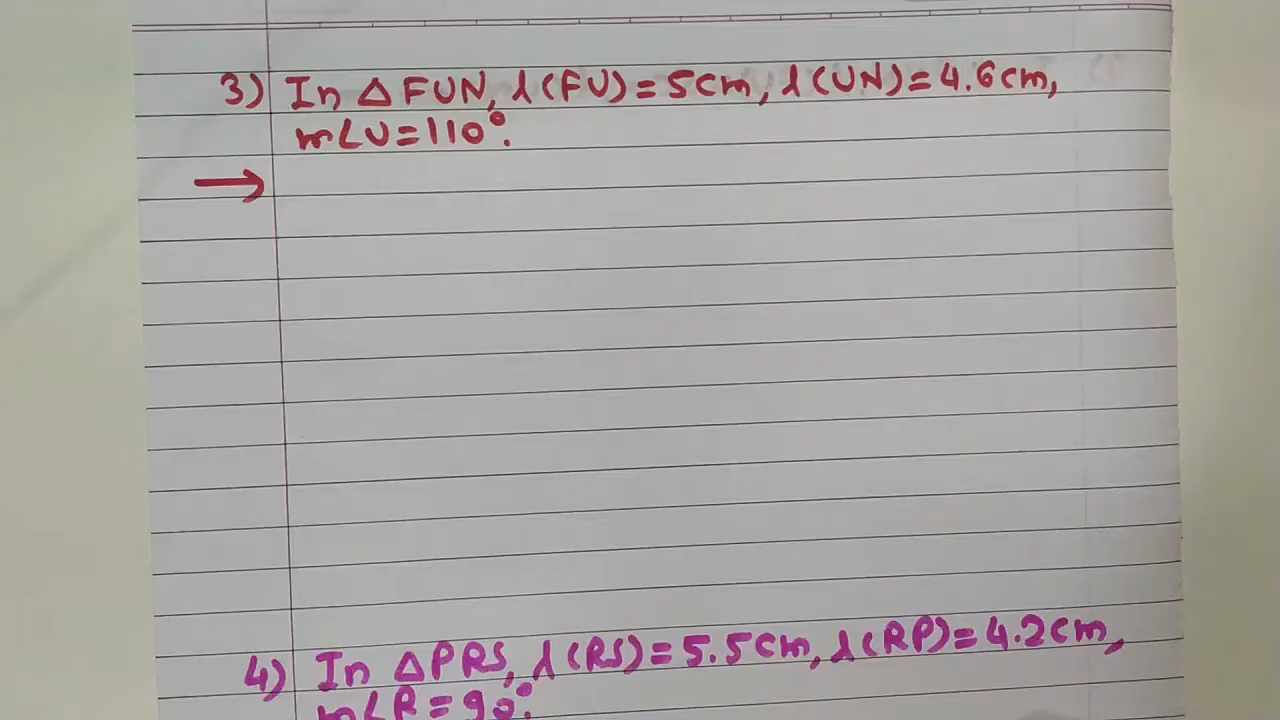 3) In △FUN, l(FU)=5cm, l(UN)=4.6cm,
m∠U=110°.
→
4) In △PRS, l(RS)=5.5cm, l(RP)=4.2cm,
m∠R=90°.